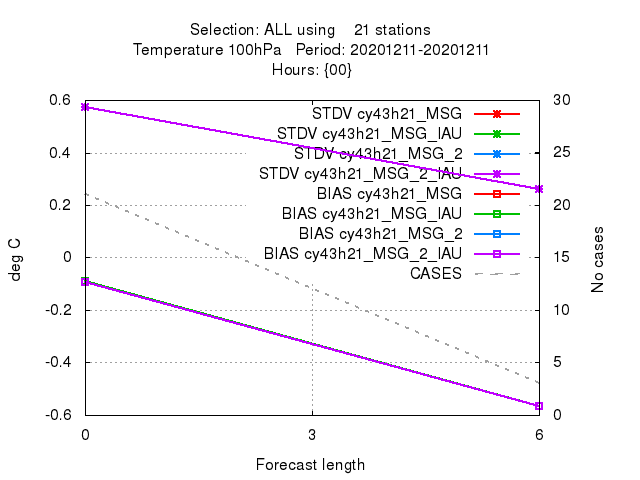 Selection: ALL using    21 stations
Temperature 100hPa   Period: 20201211-20201211
Hours: {00}
0.6
30
STDV cy43h21_MSG
STDV cy43h21_MSG_IAU
0.4
STDV cy43h21_MSG_2
25
STDV cy43h21_MSG_2_IAU
BIAS cy43h21_MSG
0.2
20
BIAS cy43h21_MSG_IAU
BIAS cy43h21_MSG_2
deg C
No cases
0
BIAS cy43h21_MSG_2_IAU
15
CASES
-0.2
10
-0.4
5
-0.6
0
0
3
6
Forecast length